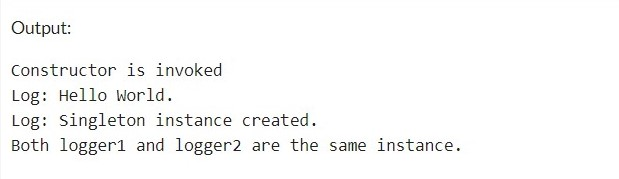 Output:
Constructor is invoked
Log: Hello World.
Log: Singleton instance created.
Both logger1 and logger2 are the same instance.